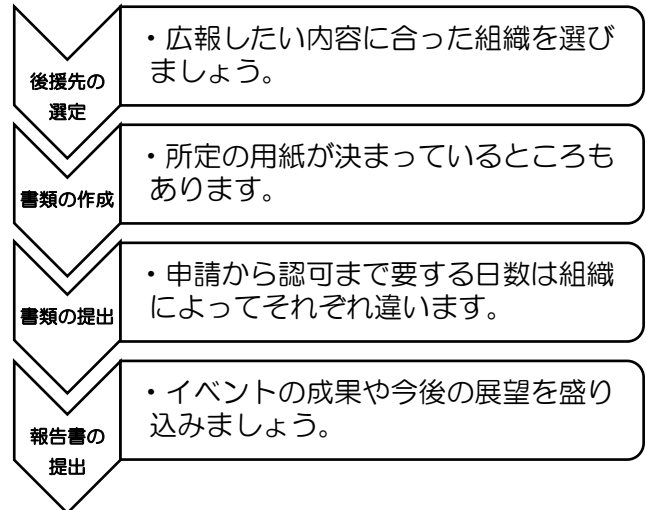 後援先の
選定
・広報したい内容に合った組織を選び
ましょう。
書類の作成
・所定の用紙が決まっているところも
あります。
書類の提出
・申請から認可まで要する日数は組織
によってそれぞれ違います。
報告書の
提出
・イベントの成果や今後の展望を盛り
込みましょう。